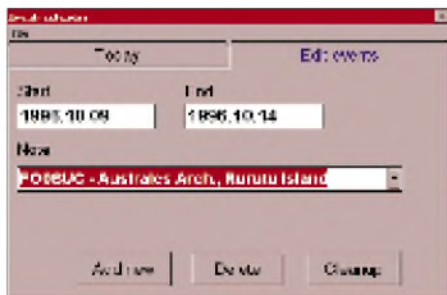 File
Today Edit events
Start End
1996.10.09 1996.10.14
Note
FO0BUC - Australes Arch., Rurutu Island
Add new Delete Cleanup